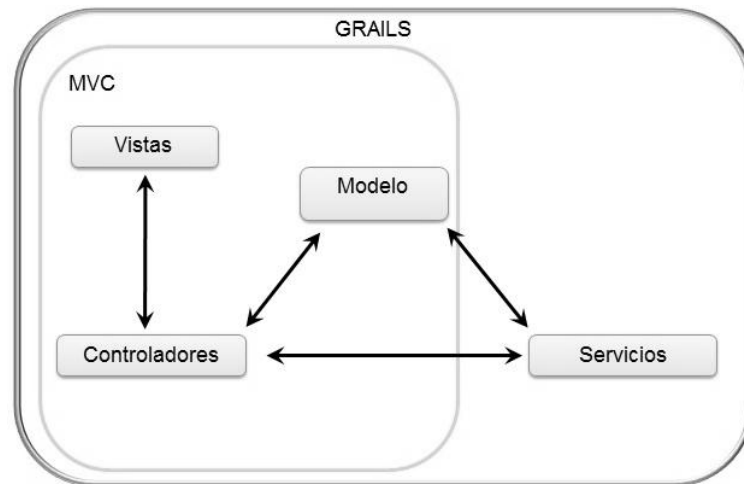 GRAILS
MVC
Vistas
Modelo
Controladores
Servicios